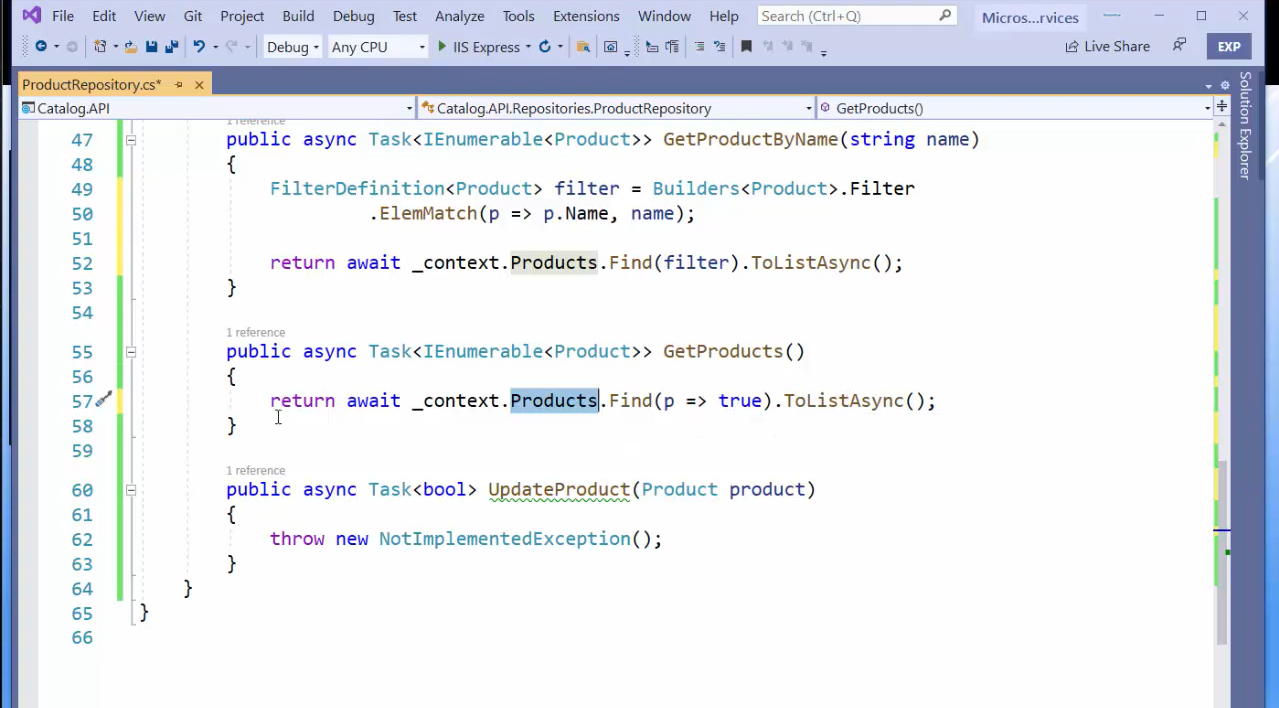 File Edit View Git Project Build Debug Test Analyze Tools Extensions Window Help Search (Ctrl+Q) Micros...rvices
Debug Any CPU IIS Express Live Share EXP
ProductRepository.cs*
Catalog.API Catalog.API.Repositories.ProductRepository GetProducts()
Solution Explorer
1 reference
47 public async Task<IEnumerable<Product>> GetProductByName(string name)
48 {
49 FilterDefinition<Product> filter = Builders<Product>.Filter
50 .ElemMatch(p => p.Name, name);
51
52 return await _context.Products.Find(filter).ToListAsync();
53 }
54
1 reference
55 public async Task<IEnumerable<Product>> GetProducts()
56 {
57 return await _context.Products.Find(p => true).ToListAsync();
58 }
59
1 reference
60 public async Task<bool> UpdateProduct(Product product)
61 {
62 throw new NotImplementedException();
63 }
64 }
65 }
66